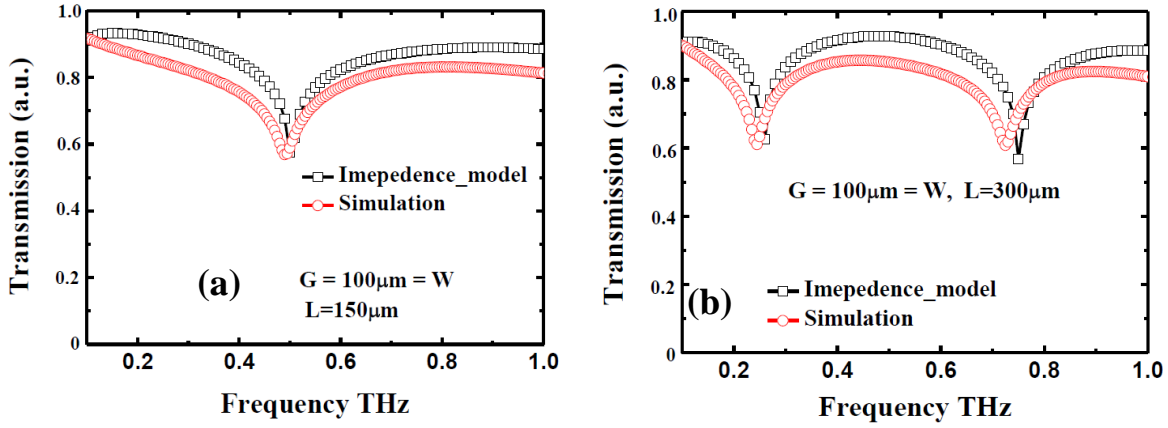 1.0
0.8
0.6
0.4
0.2
0
Transmission (a.u.)
Imepedence_model
Simulation
(a)
G = 100μm = W
L=150μm
0.2 0.4 0.6 0.8 1.0
Frequency THz
1.0
0.8
0.6
0.4
0.2
0
Transmission (a.u.)
G = 100μm = W, L=300μm
(b)
Imepedence_model
Simulation
0.2 0.4 0.6 0.8 1.0
Frequency THz